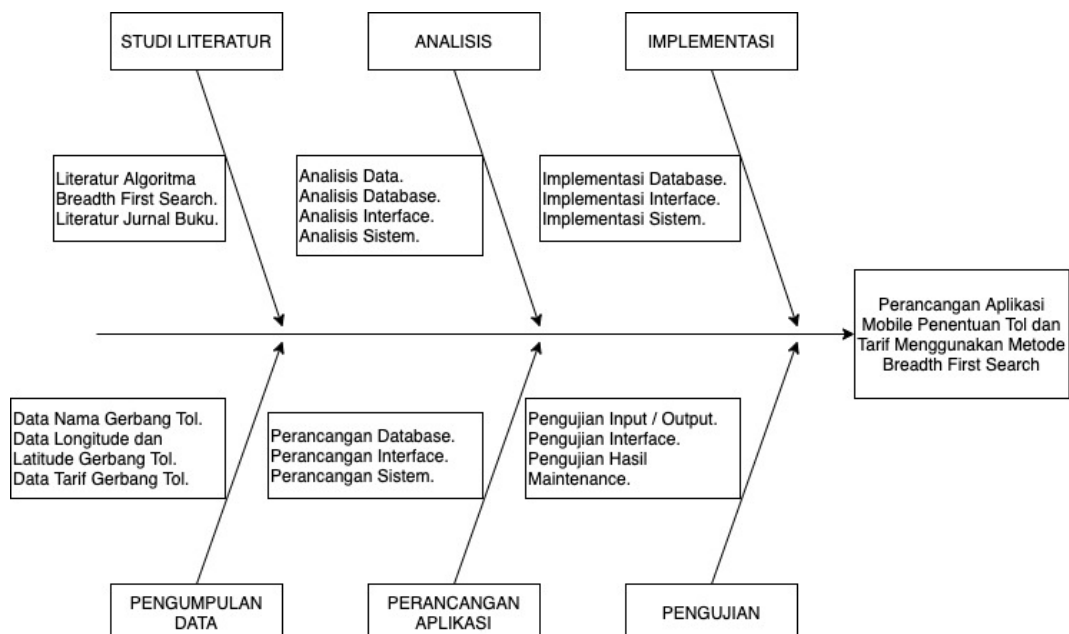 STUDI LITERATUR
ANALISIS
IMPLEMENTASI
Literatur Algoritma
Breadth First Search.
Literatur Jurnal Buku.
Analisis Data.
Analisis Database.
Analisis Interface.
Analisis Sistem.
Implementasi Database.
Implementasi Interface.
Implementasi Sistem.
Perancangan Aplikasi
Mobile Penentuan Tol dan
Tarif Menggunakan Metode
Breadth First Search
Data Nama Gerbang Tol.
Data Longitude dan
Latitude Gerbang Tol.
Data Tarif Gerbang Tol.
Perancangan Database.
Perancangan Interface.
Perancangan Sistem.
Pengujian Input / Output.
Pengujian Interface.
Pengujian Hasil
Maintenance.
PENGUMPULAN
DATA
PERANCANGAN
APLIKASI
PENGUJIAN